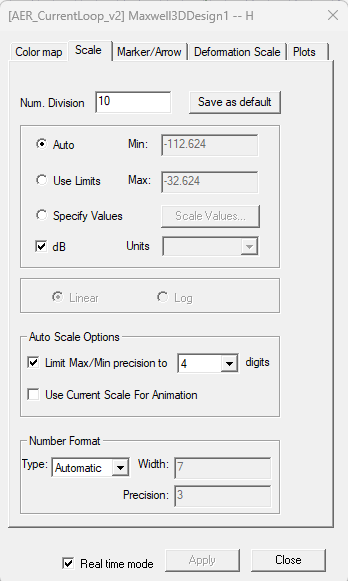 [AER_CurrentLoop_v2] Maxwell3DDesign1 -- H
Color map Scale Marker/Arrow Deformation Scale Plots
Num. Division 10 Save as default
Auto Min: -112.624
Use Limits Max: -32.624
Specify Values Scale Values...
dB Units
Linear Log
Auto Scale Options
Limit Max/Min precision to 4 digits
Use Current Scale For Animation
Number Format
Type: Automatic Width: 7
Precision: 3
Real time mode Apply Close